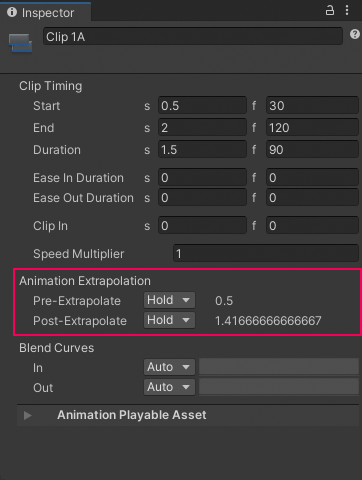 Inspector
Clip 1A
Clip Timing
Start s 0.5 f 30
End s 2 f 120
Duration s 1.5 f 90
Ease In Duration s 0 f 0
Ease Out Duration s 0 f 0
Clip In s 0 f 0
Speed Multiplier 1
Animation Extrapolation
Pre-Extrapolate Hold 0.5
Post-Extrapolate Hold 1.41666666666667
Blend Curves
In Auto
Out Auto
Animation Playable Asset